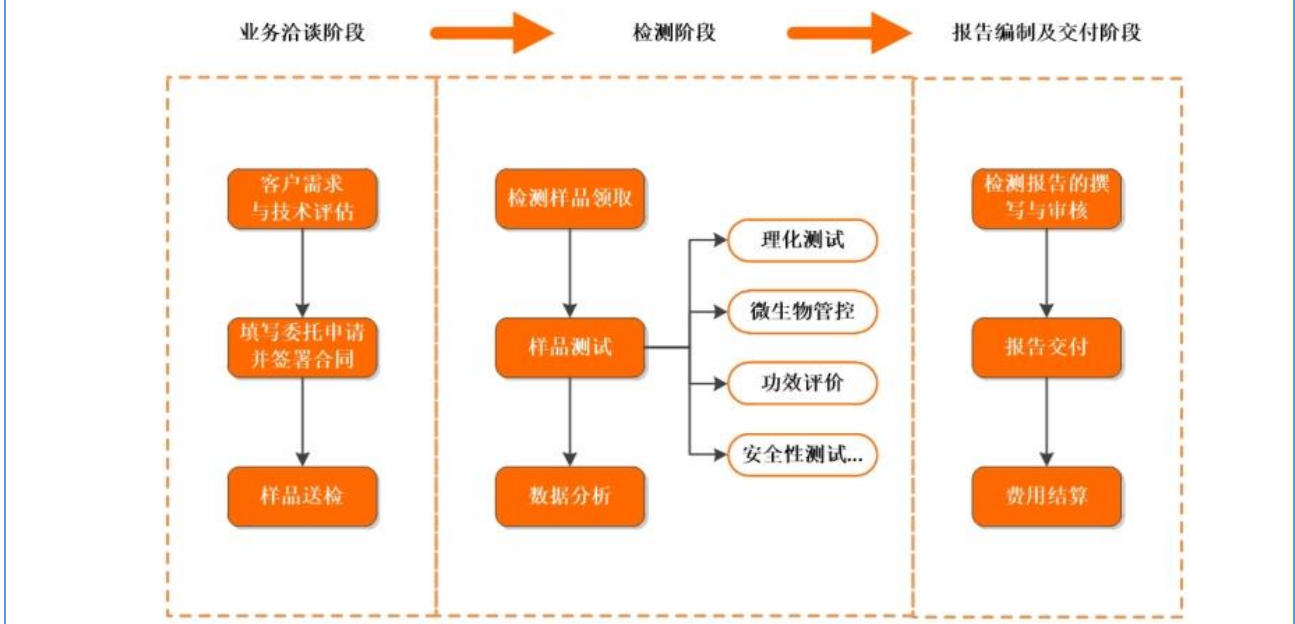 业务洽谈阶段
检测阶段
报告编制及交付阶段
客户需求
与技术评估
填写委托申请
并签署合同
样品送检
检测样品领取
样品测试
数据分析
理化测试
微生物管控
功效评价
安全性测试...
检测报告的撰
写与审核
报告交付
费用结算